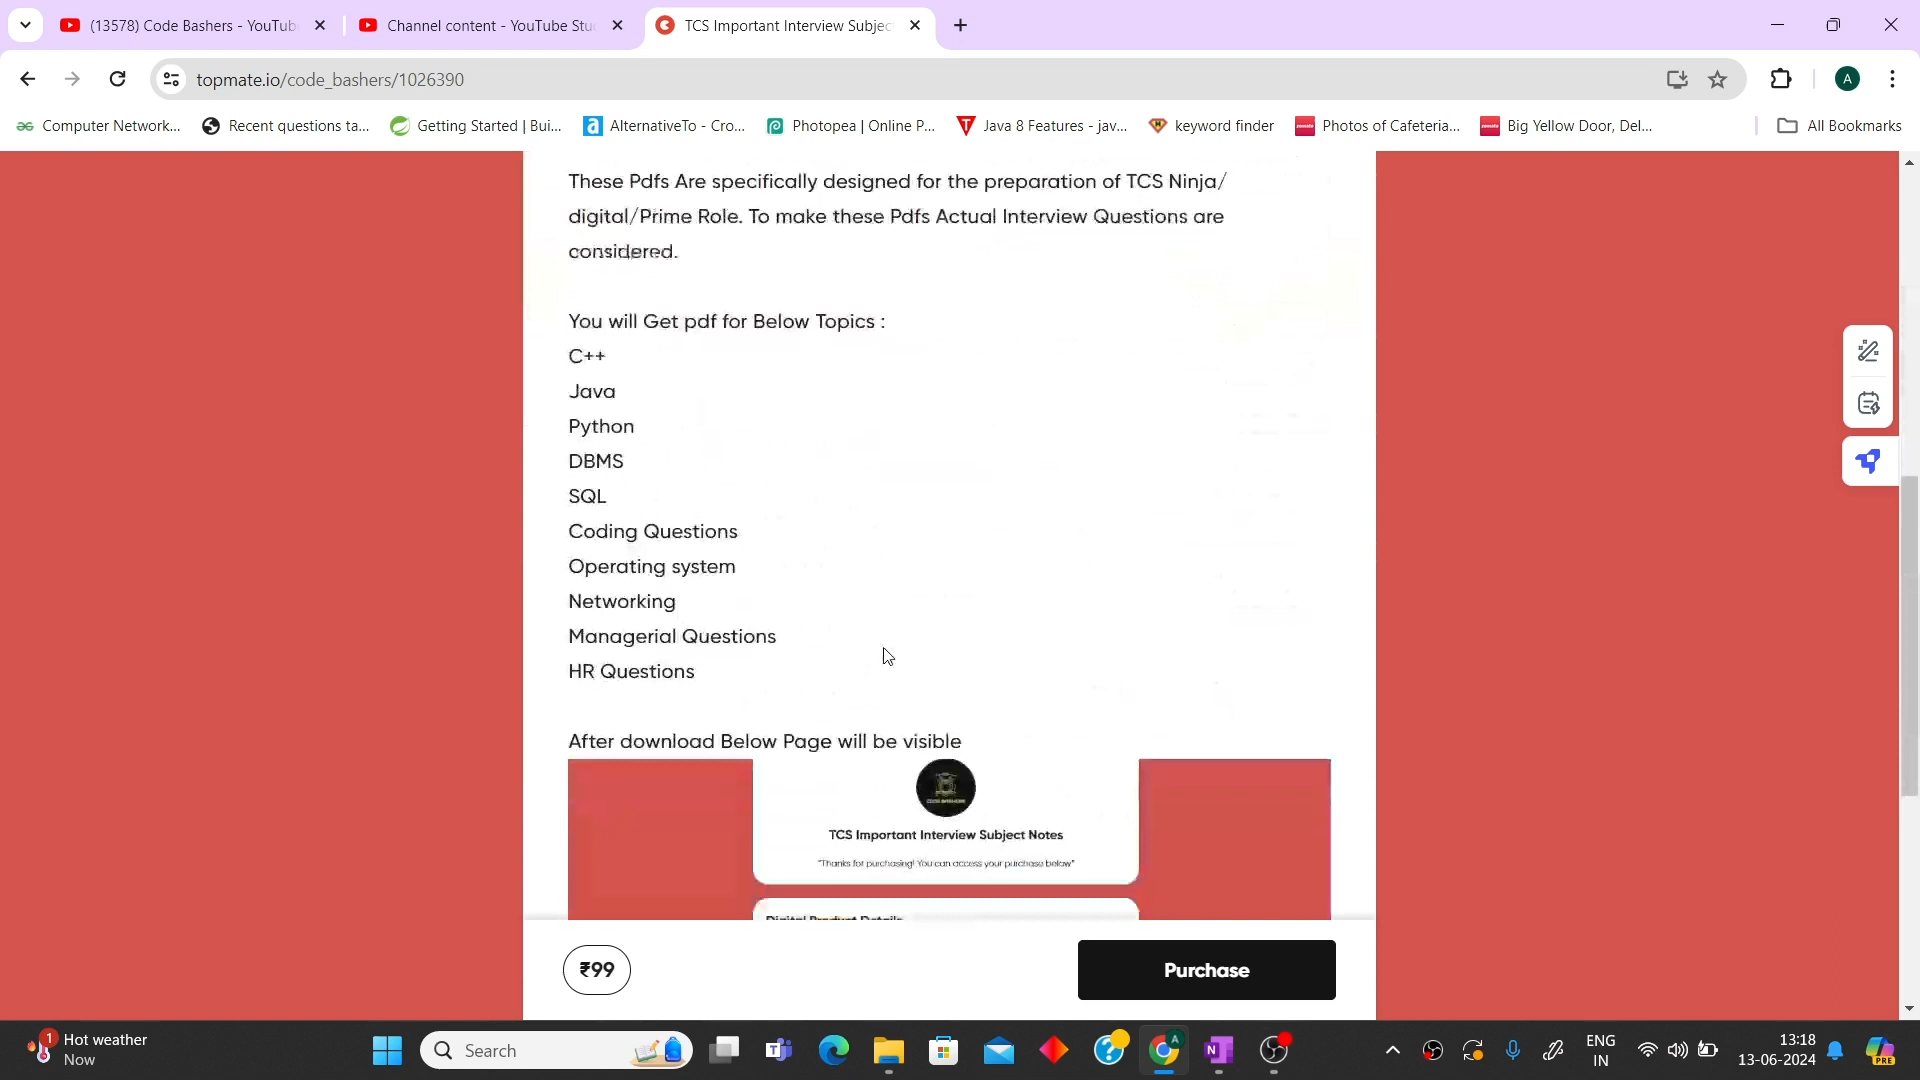 (13578) Code Bashers - YouTub
Channel content - YouTube Stu
TCS Important Interview Subjec
topmate.io/code_bashers/1026390
A
Computer Network...
Recent questions ta...
Getting Started | Bui...
AlternativeTo - Cro...
Photopea | Online P...
Java 8 Features - jav...
keyword finder
Photos of Cafeteria...
Big Yellow Door, Del...
All Bookmarks
These Pdfs Are specifically designed for the preparation of TCS Ninja/
digital/Prime Role. To make these Pdfs Actual Interview Questions are
considered.
You will Get pdf for Below Topics :
C++
Java
Python
DBMS
SQL
Coding Questions
Operating system
Networking
Managerial Questions
HR Questions
After download Below Page will be visible
TCS Important Interview Subject Notes
"Thanks for purchasing! You can access your purchase below"
Digital Product Details
₹99
Purchase
1
Hot weather
Now
Search
ENG
IN
13:18
13-06-2024